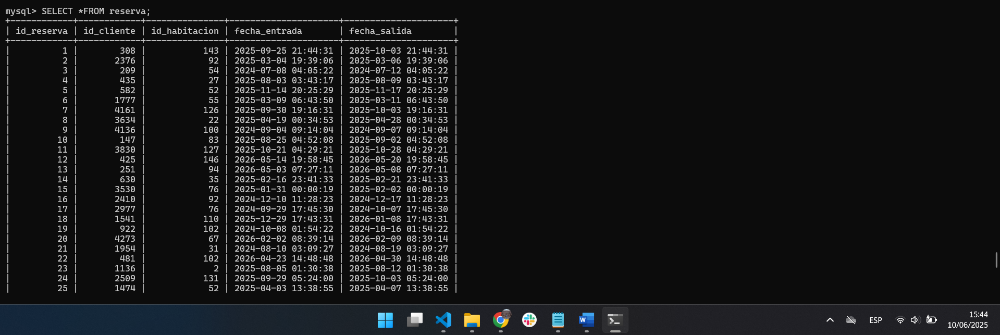 mysql> SELECT *FROM reserva;
+------------+------------+---------------+---------------------+---------------------+
| id_reserva | id_cliente | id_habitacion | fecha_entrada       | fecha_salida        |
+------------+------------+---------------+---------------------+---------------------+
|          1 |        308 |           143 | 2025-09-25 21:44:31 | 2025-10-03 21:44:31 |
|          2 |       2376 |            92 | 2025-03-04 19:39:06 | 2025-03-06 19:39:06 |
|          3 |        209 |            54 | 2024-07-08 04:05:22 | 2024-07-12 04:05:22 |
|          4 |        435 |            27 | 2025-08-03 03:43:17 | 2025-08-09 03:43:17 |
|          5 |        582 |            52 | 2025-11-14 20:25:29 | 2025-11-17 20:25:29 |
|          6 |       1777 |            55 | 2025-03-09 06:43:50 | 2025-03-11 06:43:50 |
|          7 |       4161 |           126 | 2025-09-30 19:16:31 | 2025-10-03 19:16:31 |
|          8 |       3634 |            22 | 2025-04-19 00:34:53 | 2025-04-28 00:34:53 |
|          9 |       4136 |           100 | 2024-09-04 09:14:04 | 2024-09-07 09:14:04 |
|         10 |        147 |            83 | 2025-08-25 04:52:08 | 2025-09-02 04:52:08 |
|         11 |       3830 |           127 | 2025-10-21 04:29:21 | 2025-10-28 04:29:21 |
|         12 |        425 |           146 | 2026-05-14 19:58:45 | 2026-05-20 19:58:45 |
|         13 |        251 |            94 | 2026-05-03 07:27:11 | 2026-05-08 07:27:11 |
|         14 |        630 |            35 | 2025-02-16 23:41:33 | 2025-02-21 23:41:33 |
|         15 |       3530 |            76 | 2025-01-31 00:00:19 | 2025-02-02 00:00:19 |
|         16 |       2410 |            92 | 2024-12-10 11:28:23 | 2024-12-17 11:28:23 |
|         17 |       2977 |            76 | 2024-09-29 17:45:30 | 2024-10-07 17:45:30 |
|         18 |       1541 |           110 | 2025-12-29 17:43:31 | 2026-01-08 17:43:31 |
|         19 |        922 |           102 | 2024-10-08 01:54:22 | 2024-10-16 01:54:22 |
|         20 |       4273 |            67 | 2026-02-02 08:39:14 | 2026-02-09 08:39:14 |
|         21 |       1954 |            31 | 2024-08-10 03:09:27 | 2024-08-19 03:09:27 |
|         22 |        481 |           102 | 2026-04-23 14:48:48 | 2026-04-30 14:48:48 |
|         23 |       1136 |             2 | 2025-08-05 01:30:38 | 2025-08-12 01:30:38 |
|         24 |       2509 |           131 | 2025-09-29 05:24:00 | 2025-10-03 05:24:00 |
|         25 |       1474 |            52 | 2025-04-03 13:38:55 | 2025-04-07 13:38:55 |
W
ESP
15:44
10/06/2025